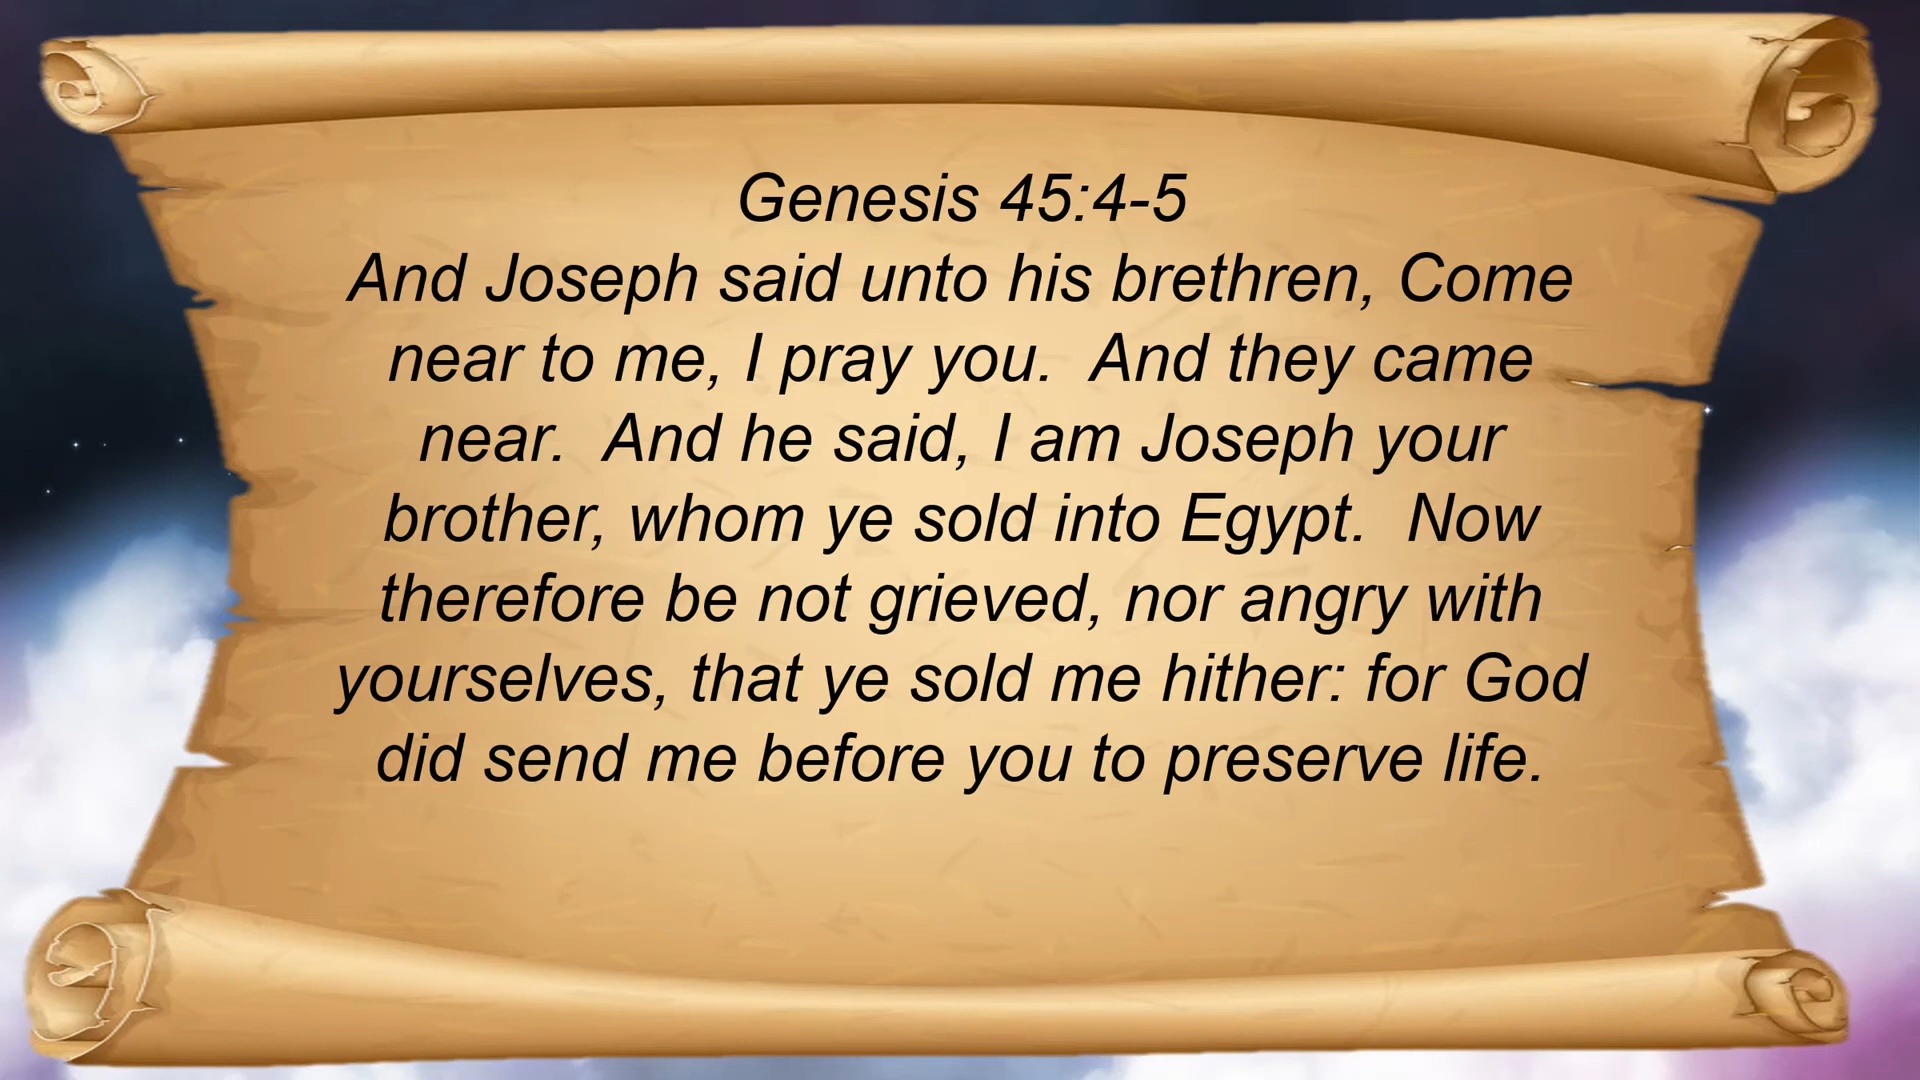 Genesis 45:4-5
And Joseph said unto his brethren, Come
near to me, I pray you.  And they came
near.  And he said, I am Joseph your
brother, whom ye sold into Egypt.  Now
therefore be not grieved, nor angry with
yourselves, that ye sold me hither: for God
did send me before you to preserve life.